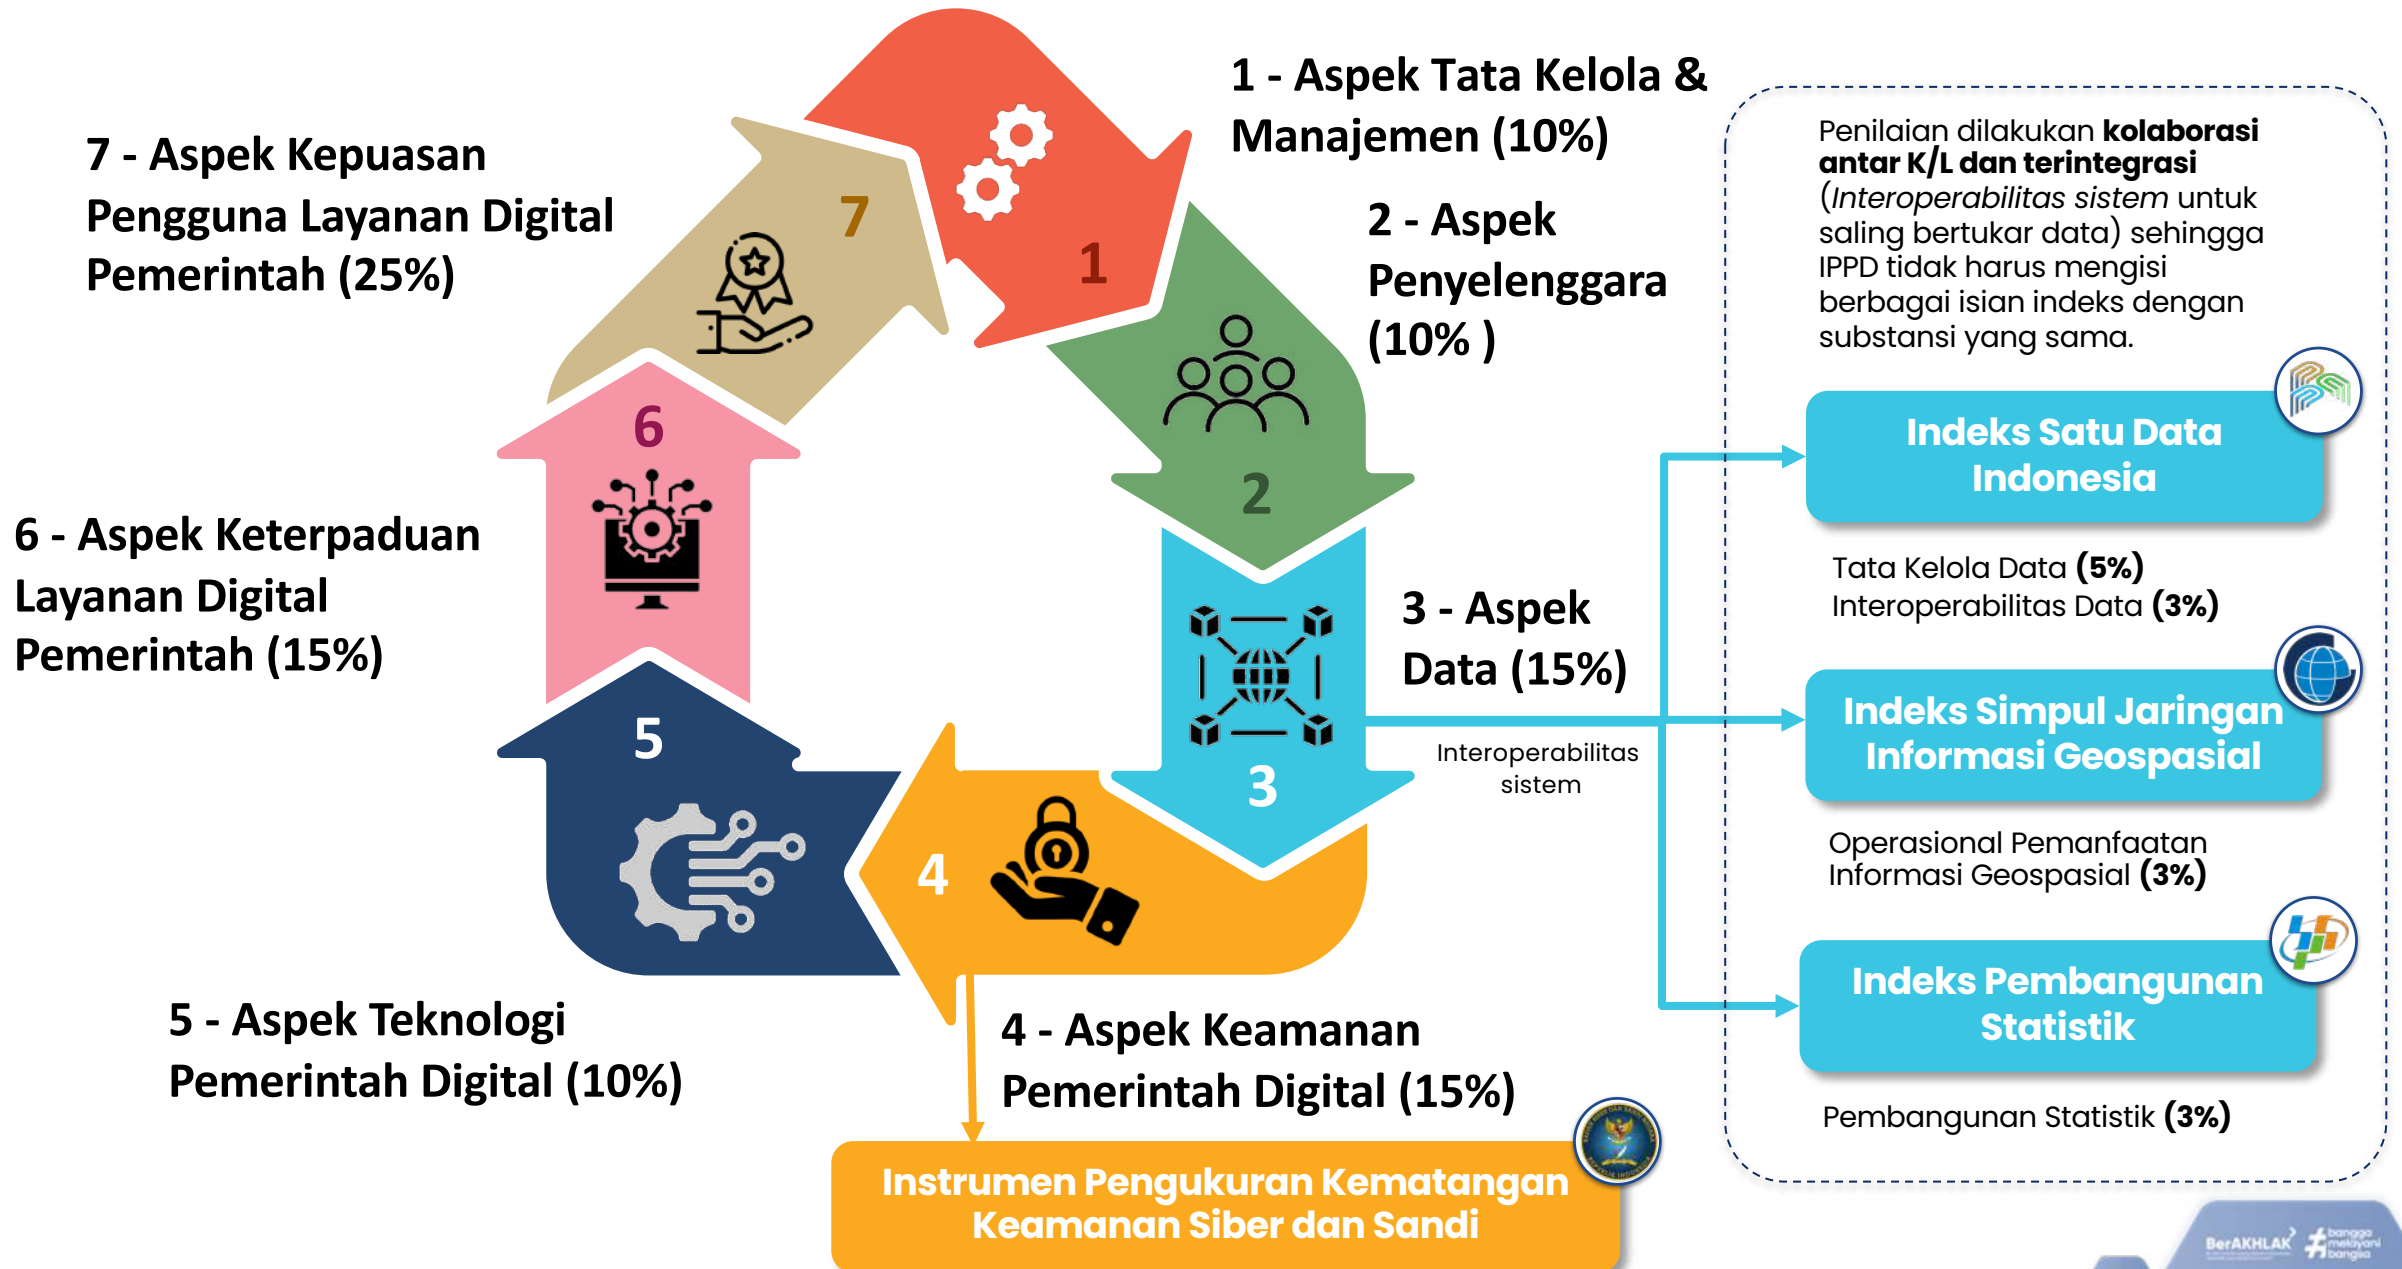 1 - Aspek Tata Kelola &
Manajemen (10%)
7 - Aspek Kepuasan
Pengguna Layanan Digital
Pemerintah (25%)
2 - Aspek
Penyelenggara
(10% )
6 - Aspek Keterpaduan
Layanan Digital
Pemerintah (15%)
3 - Aspek
Data (15%)
5 - Aspek Teknologi
Pemerintah Digital (10%)
4 - Aspek Keamanan
Pemerintah Digital (15%)
7
1
6
2
5
3
4
Interoperabilitas
sistem
Instrumen Pengukuran Kematangan
Keamanan Siber dan Sandi
Penilaian dilakukan kolaborasi
antar K/L dan terintegrasi
(Interoperabilitas sistem untuk
saling bertukar data) sehingga
IPPD tidak harus mengisi
berbagai isian indeks dengan
substansi yang sama.
Indeks Satu Data
Indonesia
Tata Kelola Data (5%)
Interoperabilitas Data (3%)
Indeks Simpul Jaringan
Informasi Geospasial
Operasional Pemanfaatan
Informasi Geospasial (3%)
Indeks Pembangunan
Statistik
Pembangunan Statistik (3%)
BerAKHLAK
#bangga
melayani
bangsa